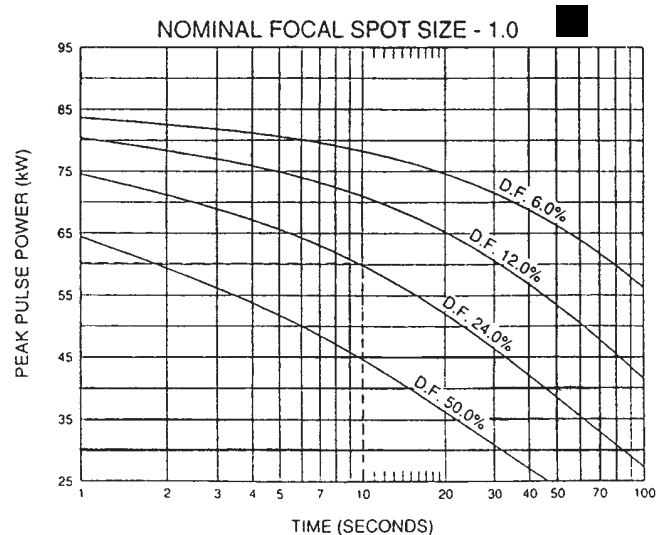 NOMINAL FOCAL SPOT SIZE - 1.0
95
85
75
65
55
45
35
25
PEAK PULSE POWER (kW)
D.F. 6.0%
D.F. 12.0%
D.F. 24.0%
D.F. 50.0%
1 2 3 4 5 7 10 20 30 40 50 70 100
TIME (SECONDS)